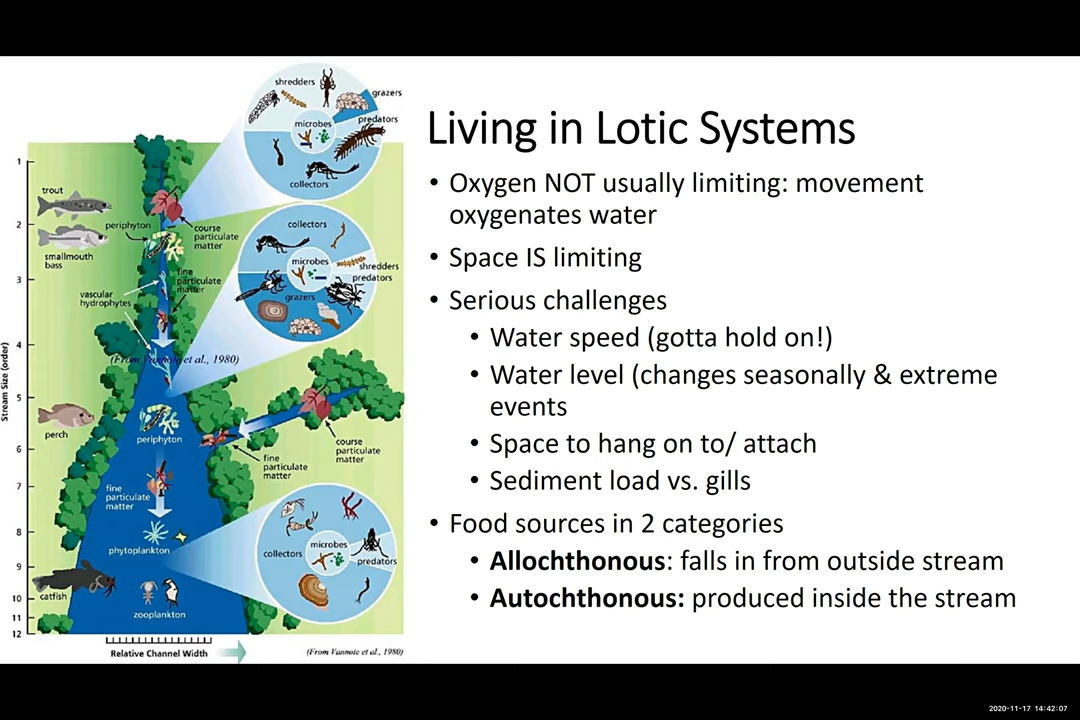 Living in Lotic Systems
• Oxygen NOT usually limiting: movement
oxygenates water
• Space IS limiting
• Serious challenges
• Water speed (gotta hold on!)
• Water level (changes seasonally & extreme
events
• Space to hang on to/ attach
• Sediment load vs. gills
• Food sources in 2 categories
• Allochthonous: falls in from outside stream
• Autochthonous: produced inside the stream
shredders
grazers
microbes
predators
collectors
1
trout
2
periphyton
course
particulate
matter
smallmouth
bass
collectors
microbes
shredders
predators
grazers
3
fine
particulate
matter
vascular
hydrophytes
4
(From Vannote et al., 1980)
Stream Size (order)
5
perch
periphyton
6
course
particulate
matter
fine
particulate
matter
7
fine
particulate
matter
8
phytoplankton
collectors
microbes
predators
9
catfish
10
zooplankton
11
12
Relative Channel Width
(From Vannote et al., 1980)
2020-11-17 14:42:07